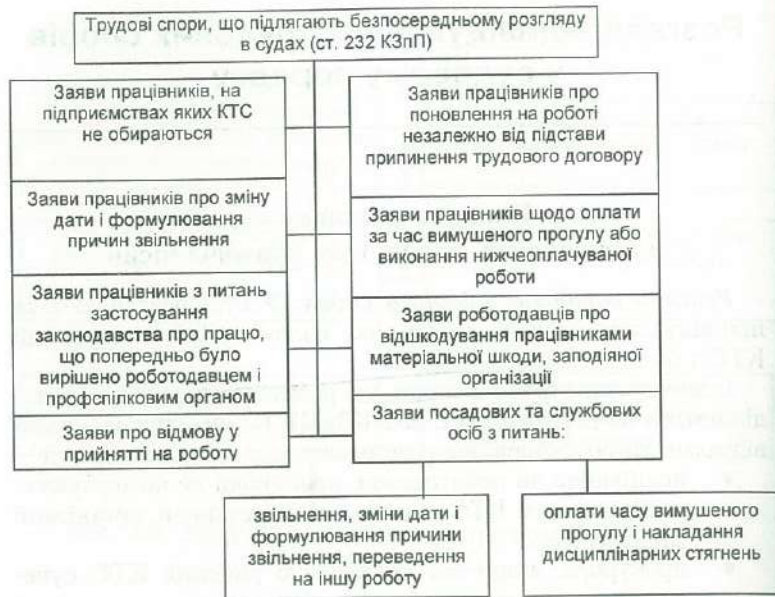 Трудові спори, що підлягають безпосередньому розгляду
в судах (ст. 232 КЗпП)
Заяви працівників, на
підприємствах яких КТС
не обираються
Заяви працівників про
поновлення на роботі
незалежно від підстави
припинення трудового договору
Заяви працівників про зміну
дати і формулювання
причин звільнення
Заяви працівників щодо оплати
за час вимушеного прогулу або
виконання нижчеоплачуваної
роботи
Заяви працівників з питань
застосування
законодавства про працю,
що попередньо було
вирішено роботодавцем і
профспілковим органом
Заяви роботодавців про
відшкодування працівниками
матеріальної шкоди, заподіяної
організації
Заяви про відмову у
прийнятті на роботу
Заяви посадових та службових
осіб з питань:
звільнення, зміни дати і
формулювання причини
звільнення, переведення
на іншу роботу
оплати часу вимушеного
прогулу і накладання
дисциплінарних стягнень